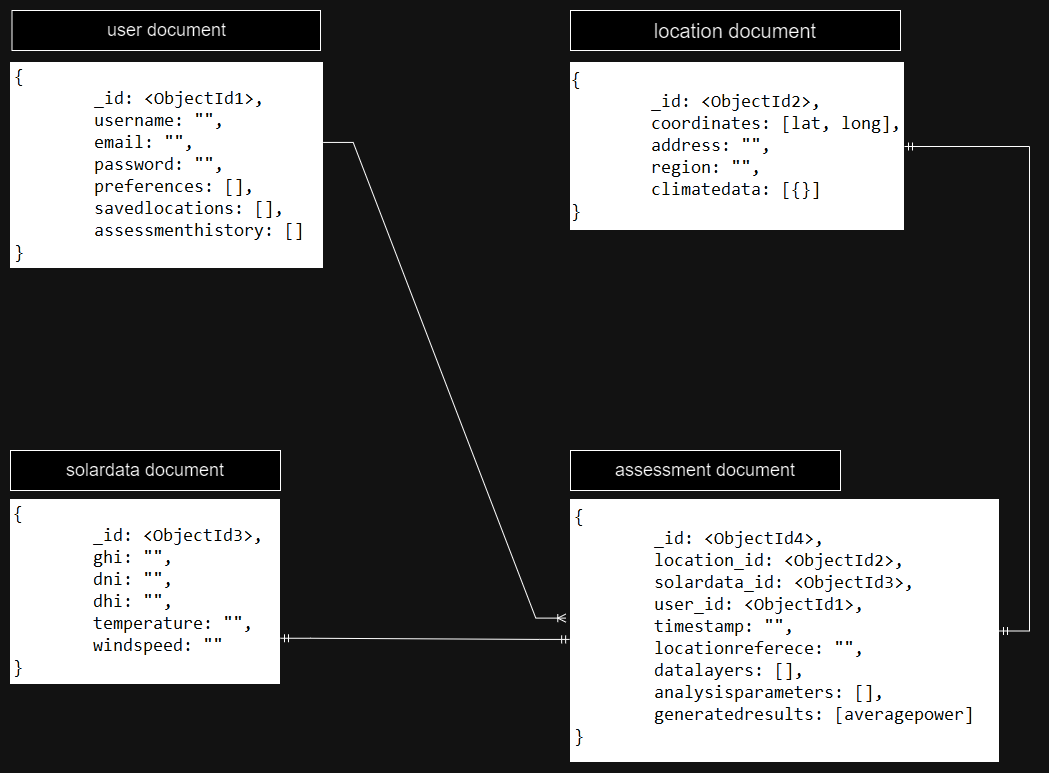 user document
{
_id: <ObjectId1>,
username: "",
email: "",
password: "",
preferences: [],
savedlocations: [],
assessmenthistory: []
}
location document
{
_id: <ObjectId2>,
coordinates: [lat, long],
address: "",
region: "",
climatedata: [{}]
}
solardata document
{
_id: <ObjectId3>,
ghi: "",
dni: "",
dhi: "",
temperature: "",
windspeed: ""
}
assessment document
{
_id: <ObjectId4>,
location_id: <ObjectId2>,
solardata_id: <ObjectId3>,
user_id: <ObjectId1>,
timestamp: "",
locationreferece: "",
datalayers: [],
analysisparameters: [],
generatedresults: [averagepower]
}